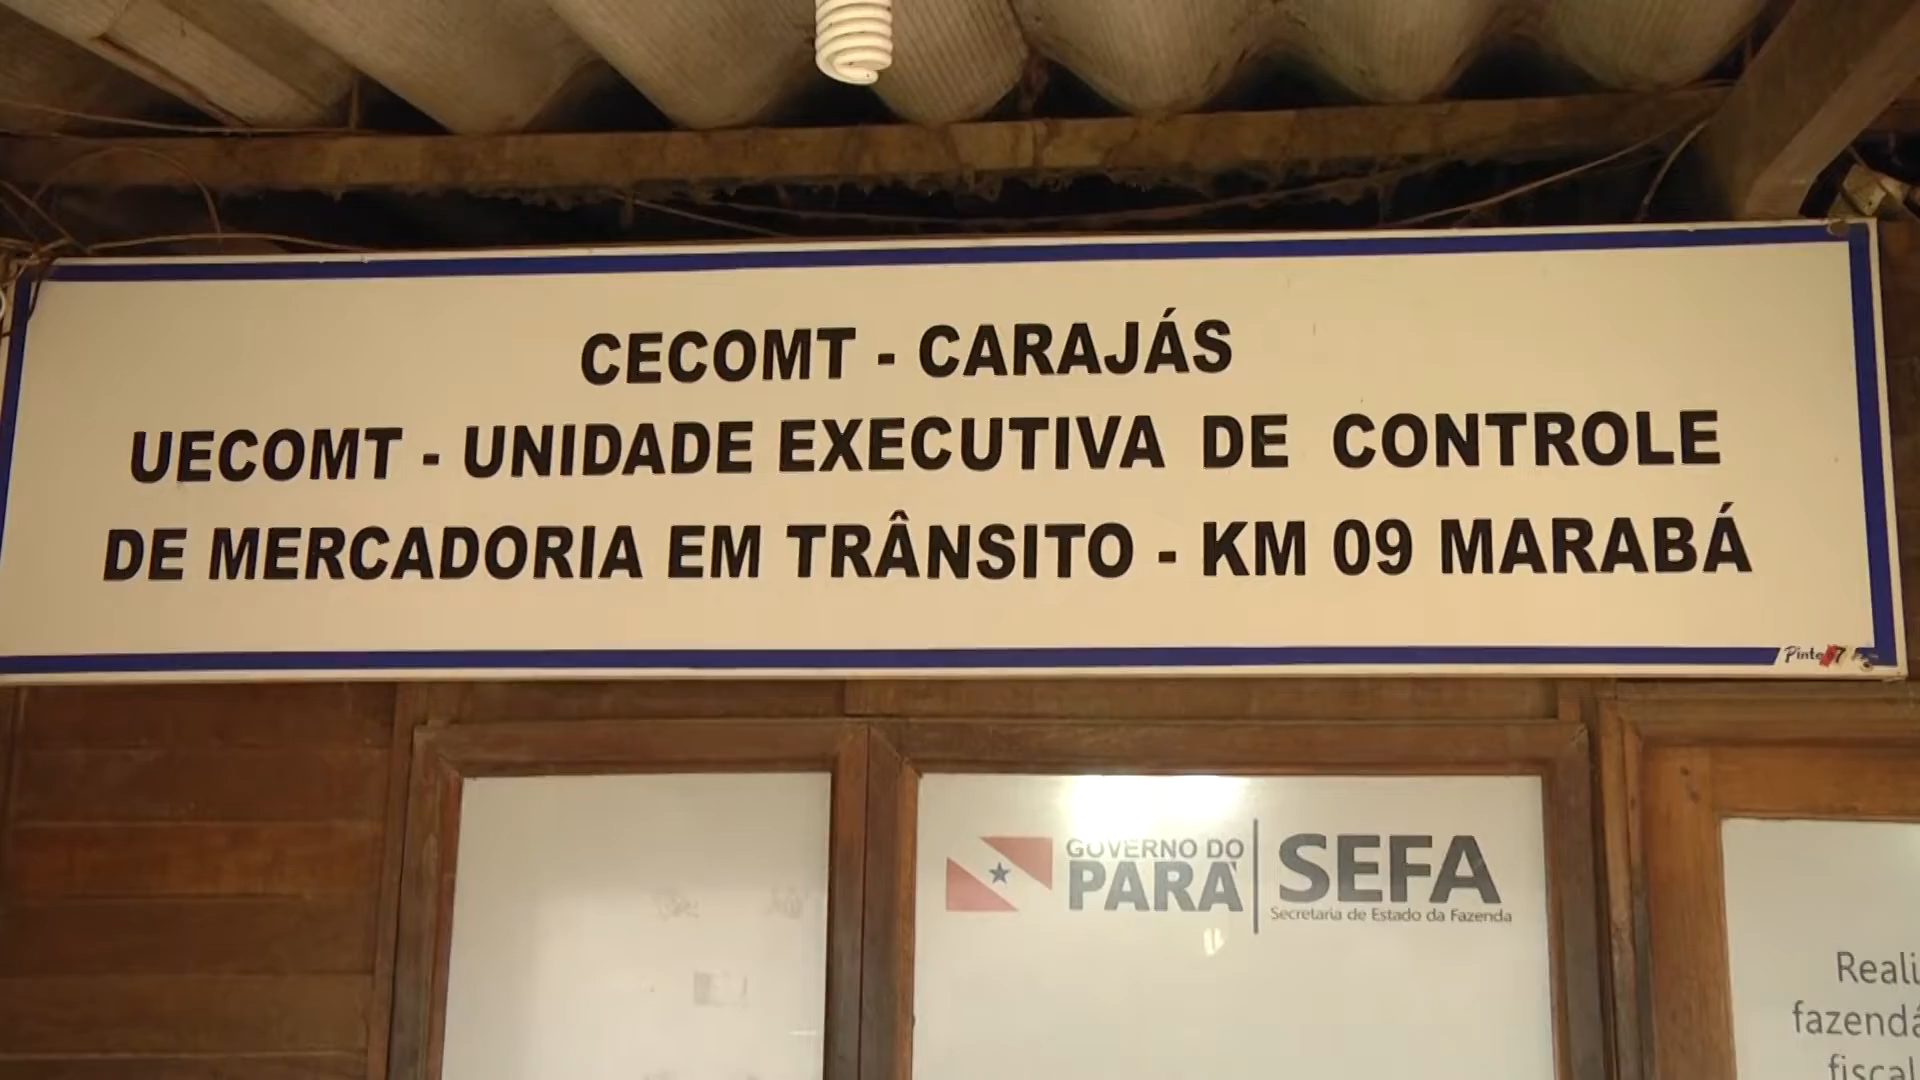 CECOMT - CARAJÁS
UECOMT - UNIDADE EXECUTIVA DE CONTROLE
DE MERCADORIA EM TRÂNSITO - KM 09 MARABÁ
GOVERNO DO
PARÁ
SEFA
Secretaria de Estado da Fazenda